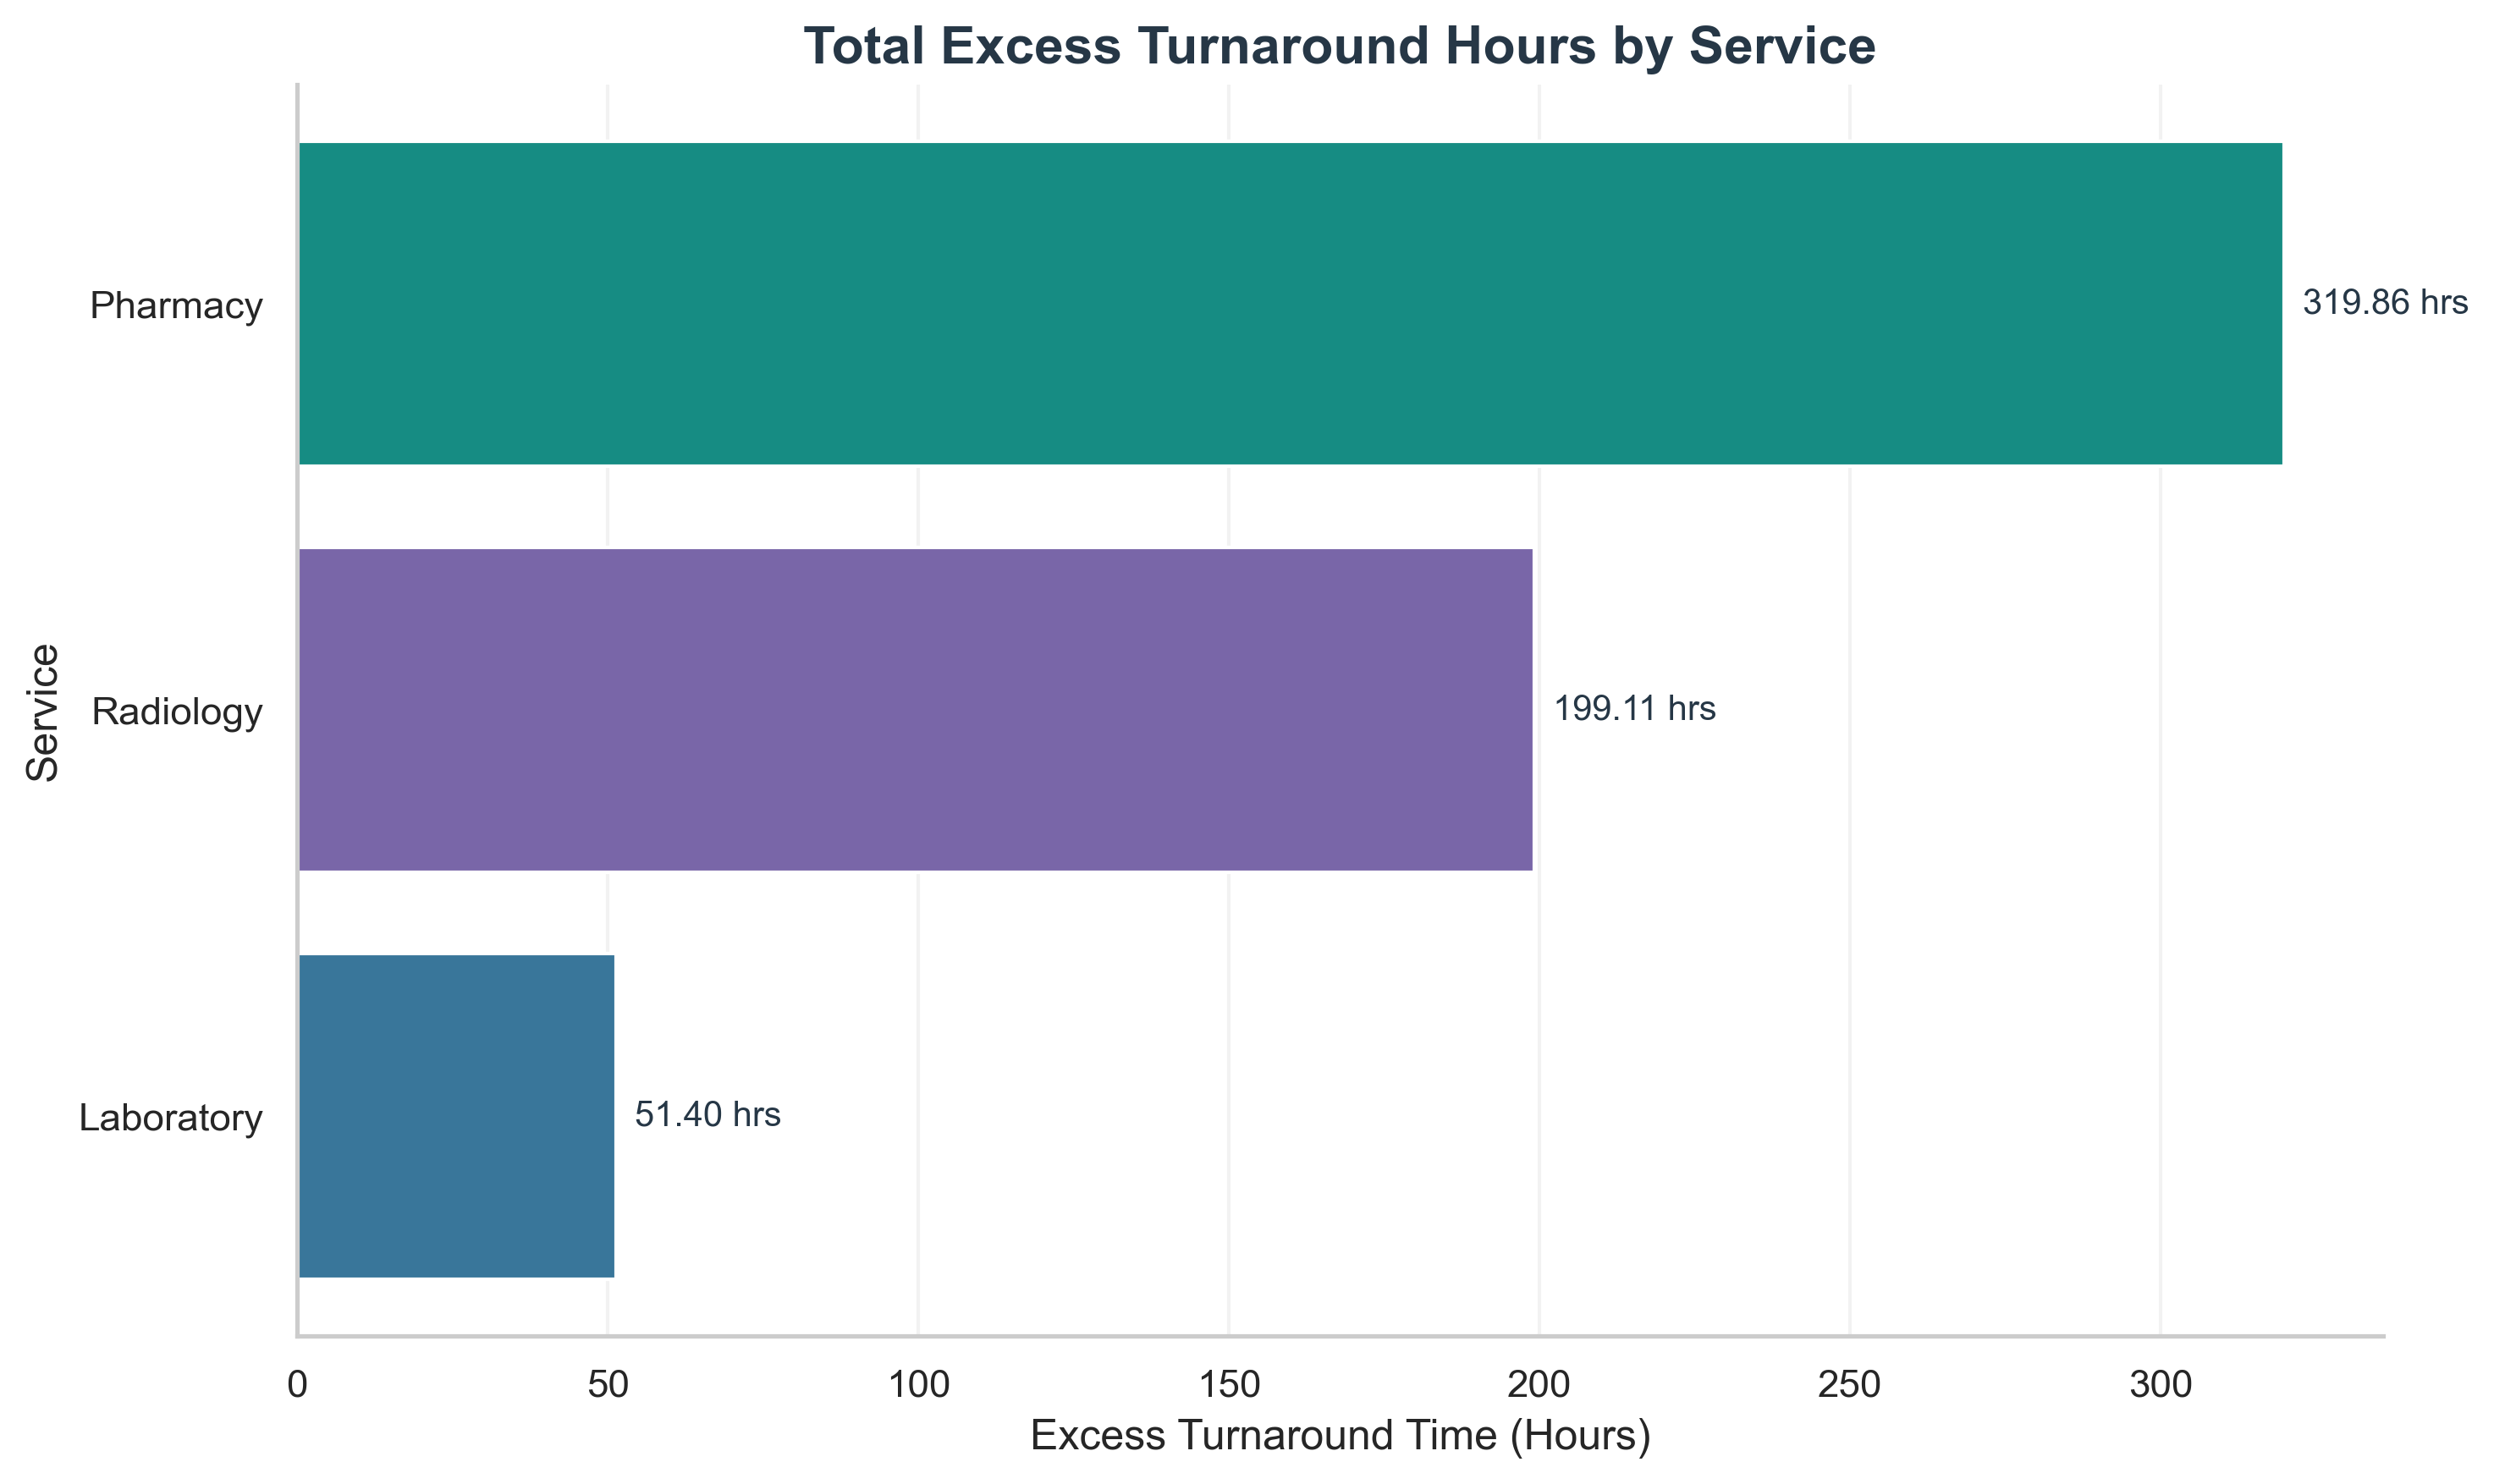 Total Excess Turnaround Hours by Service
Pharmacy
319.86 hrs
Radiology
199.11 hrs
Laboratory
51.40 hrs
Service
0 50 100 150 200 250 300
Excess Turnaround Time (Hours)